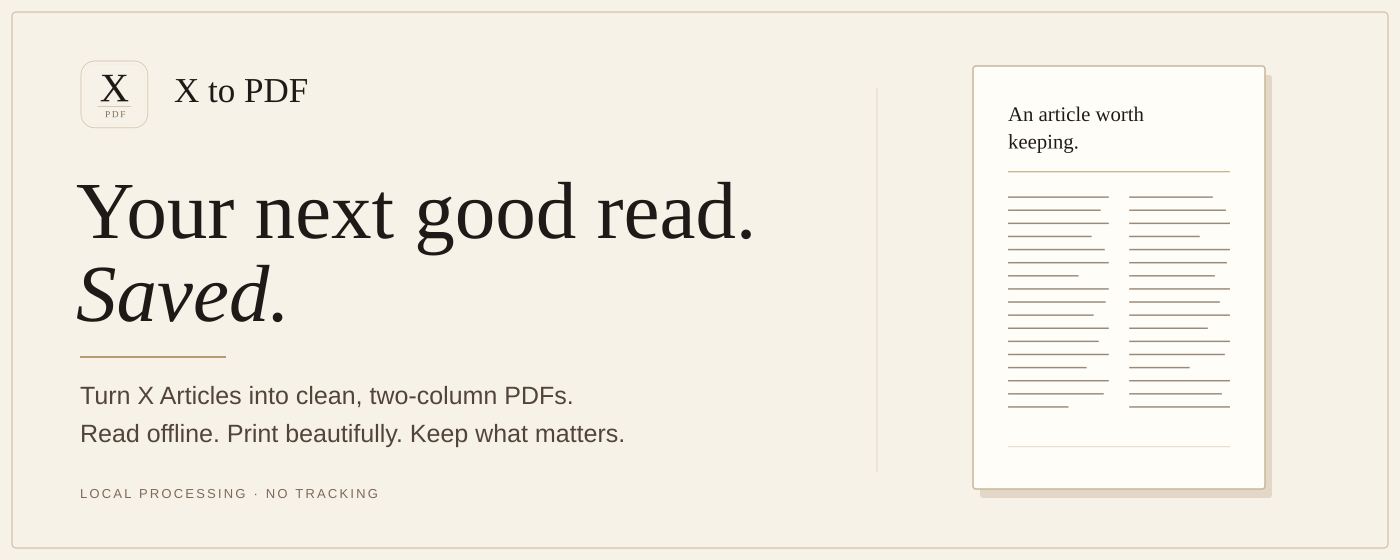 X
PDF
X to PDF
Your next good read.
Saved.
Turn X Articles into clean, two-column PDFs.
Read offline. Print beautifully. Keep what matters.
LOCAL PROCESSING · NO TRACKING
An article worth
keeping.